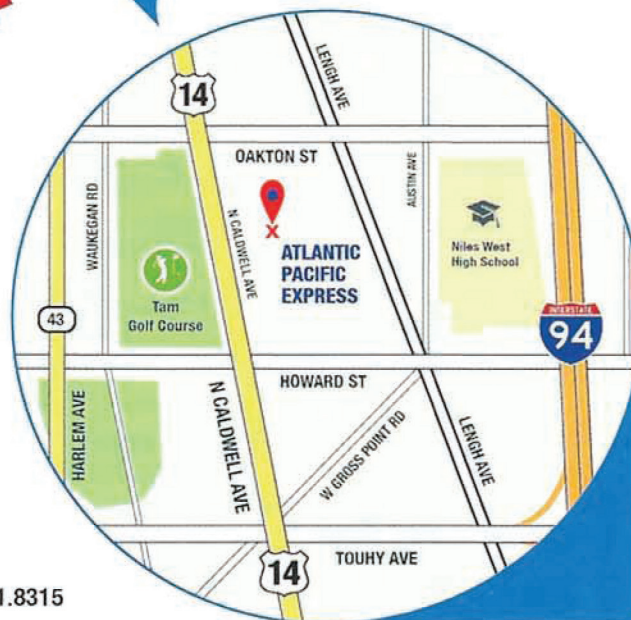 14
LENGH AVE
OAKTON ST
WAUKEGAN RD
N CALDWELL AVE
AUSTIN AVE
X
ATLANTIC
PACIFIC
EXPRESS
Niles West
High School
Tam
Golf Course
43
INTERSTATE
94
HOWARD ST
HARLEM AVE
N CALDWELL AVE
W GROSS POINT RD
LENGH AVE
TOUHY AVE
14
.8315